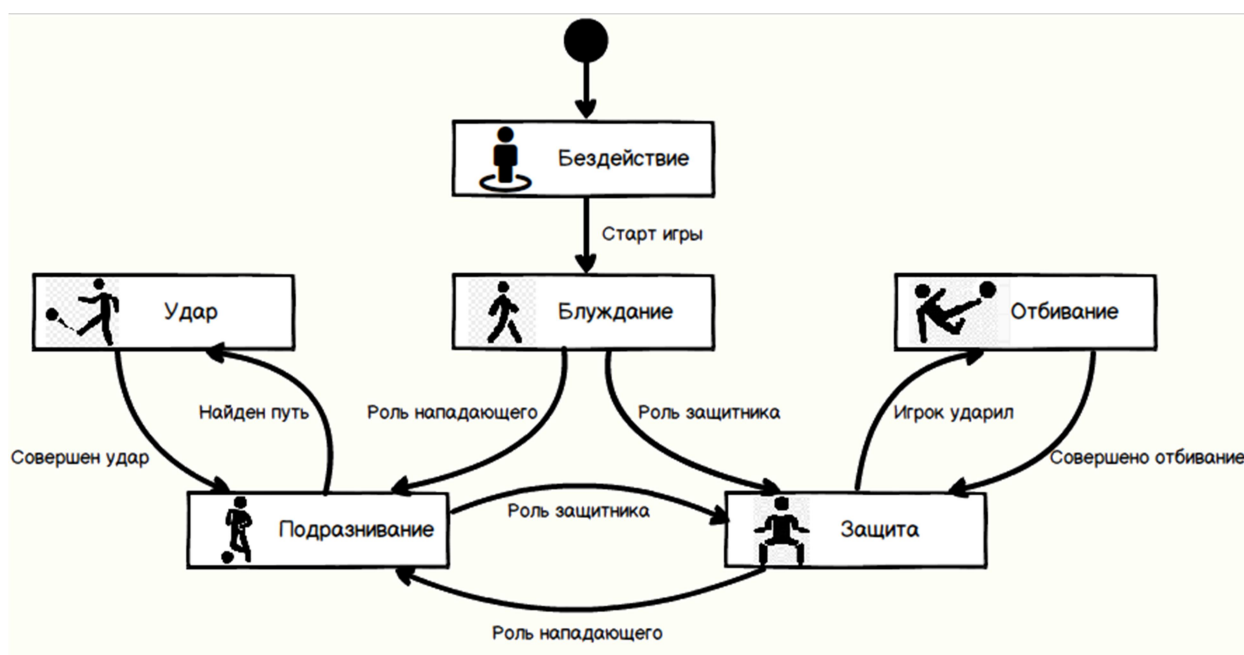 Бездействие
Старт игры
Удар
Блуждание
Отбивание
Найден путь
Роль нападающего
Роль защитника
Игрок ударил
Совершен удар
Совершено отбивание
Подразнивание
Роль защитника
Защита
Роль нападающего